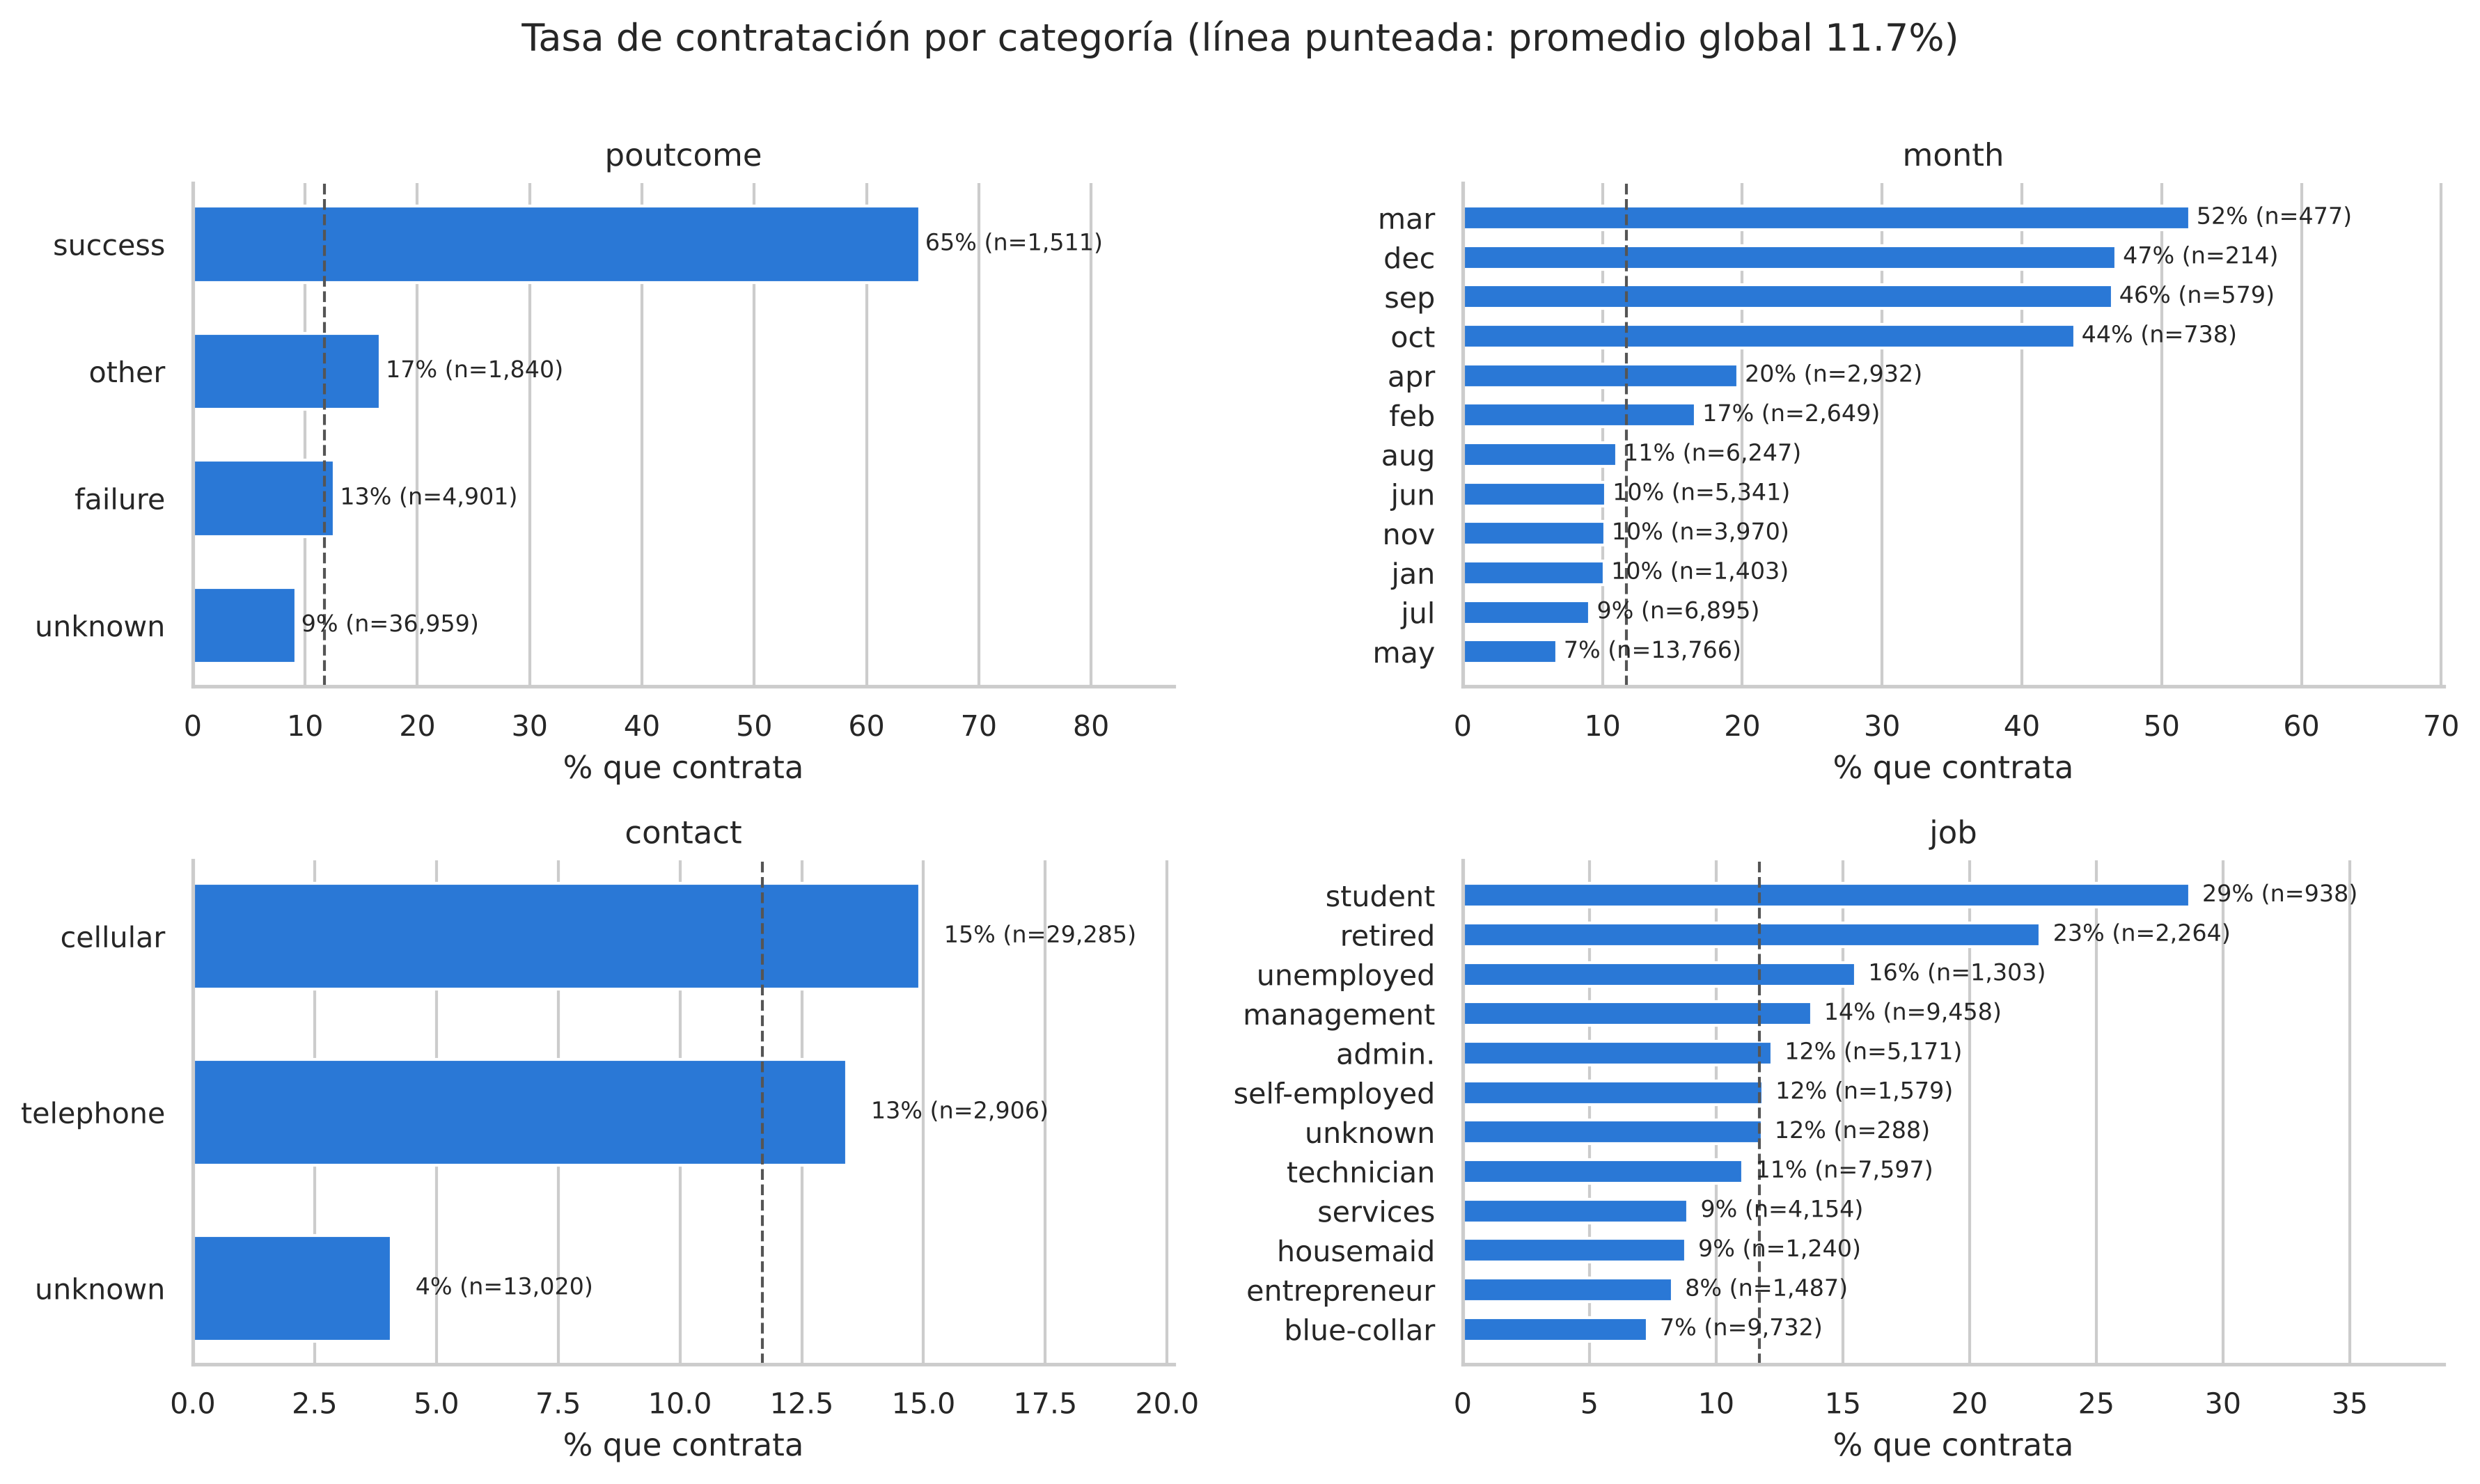 Tasa de contratación por categoría (línea punteada: promedio global 11.7%)
poutcome
success
65% (n=1,511)
other
17% (n=1,840)
failure
13% (n=4,901)
unknown
9% (n=36,959)
0 10 20 30 40 50 60 70 80
% que contrata
month
mar
52% (n=477)
dec
47% (n=214)
sep
46% (n=579)
oct
44% (n=738)
apr
20% (n=2,932)
feb
17% (n=2,649)
aug
11% (n=6,247)
jun
10% (n=5,341)
nov
10% (n=3,970)
jan
10% (n=1,403)
jul
9% (n=6,895)
may
7% (n=13,766)
0 10 20 30 40 50 60 70
% que contrata
contact
cellular
15% (n=29,285)
telephone
13% (n=2,906)
unknown
4% (n=13,020)
0.0 2.5 5.0 7.5 10.0 12.5 15.0 17.5 20.0
% que contrata
job
student
29% (n=938)
retired
23% (n=2,264)
unemployed
16% (n=1,303)
management
14% (n=9,458)
admin.
12% (n=5,171)
self-employed
12% (n=1,579)
unknown
12% (n=288)
technician
11% (n=7,597)
services
9% (n=4,154)
housemaid
9% (n=1,240)
entrepreneur
8% (n=1,487)
blue-collar
7% (n=9,732)
0 5 10 15 20 25 30 35
% que contrata